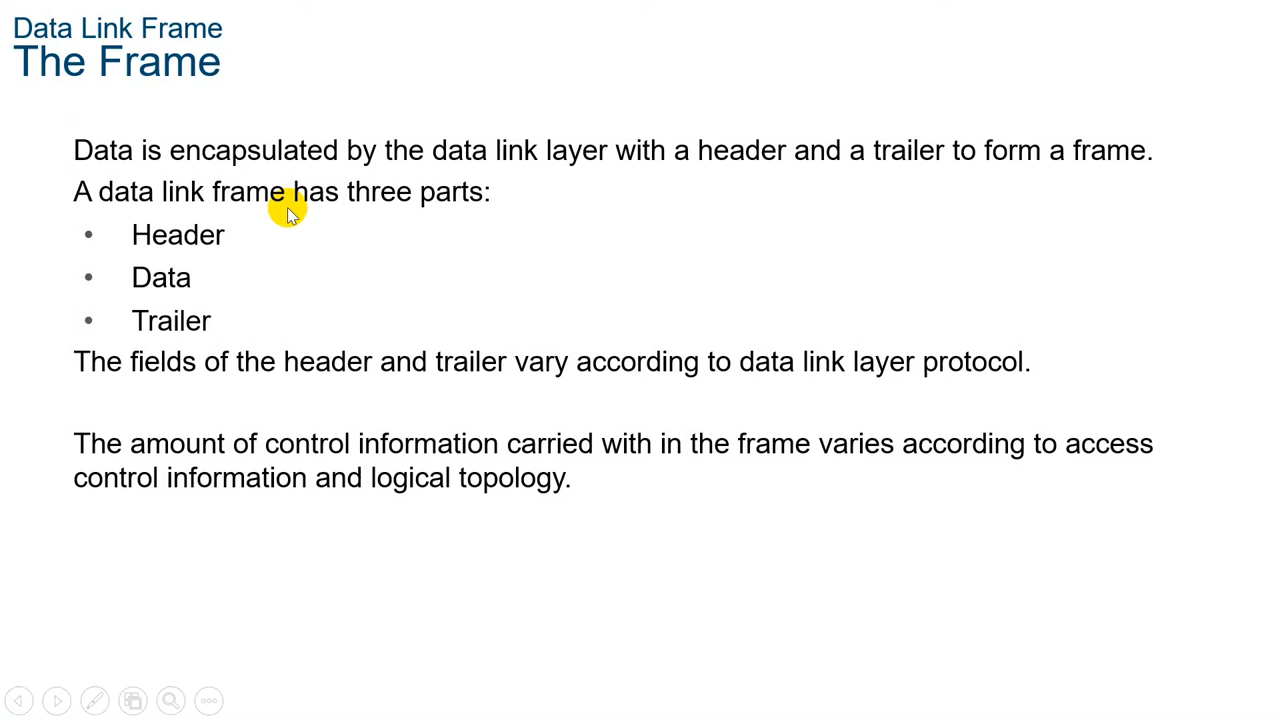 Data Link Frame
The Frame
Data is encapsulated by the data link layer with a header and a trailer to form a frame.
A data link frame has three parts:
• Header
• Data
• Trailer
The fields of the header and trailer vary according to data link layer protocol.
The amount of control information carried with in the frame varies according to access
control information and logical topology.